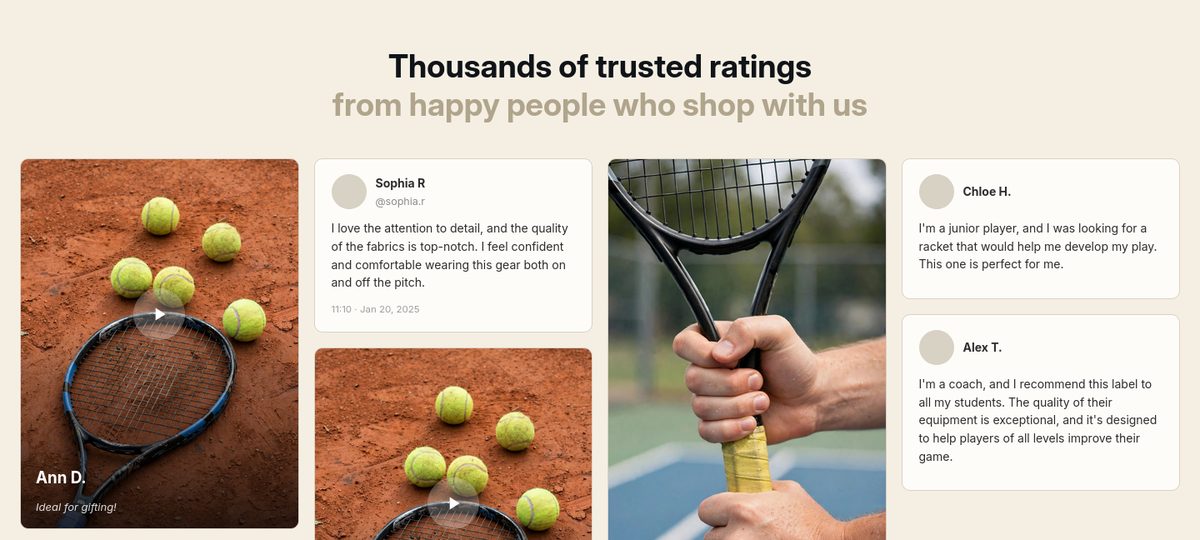 Thousands of trusted ratings
from happy people who shop with us
Ann D.
Ideal for gifting!
Sophia R
@sophia.r
I love the attention to detail, and the quality
of the fabrics is top-notch. I feel confident
and comfortable wearing this gear both on
and off the pitch.
11:10 · Jan 20, 2025
Chloe H.
I'm a junior player, and I was looking for a
racket that would help me develop my play.
This one is perfect for me.
Alex T.
I'm a coach, and I recommend this label to
all my students. The quality of their
equipment is exceptional, and it's designed
to help players of all levels improve their
game.